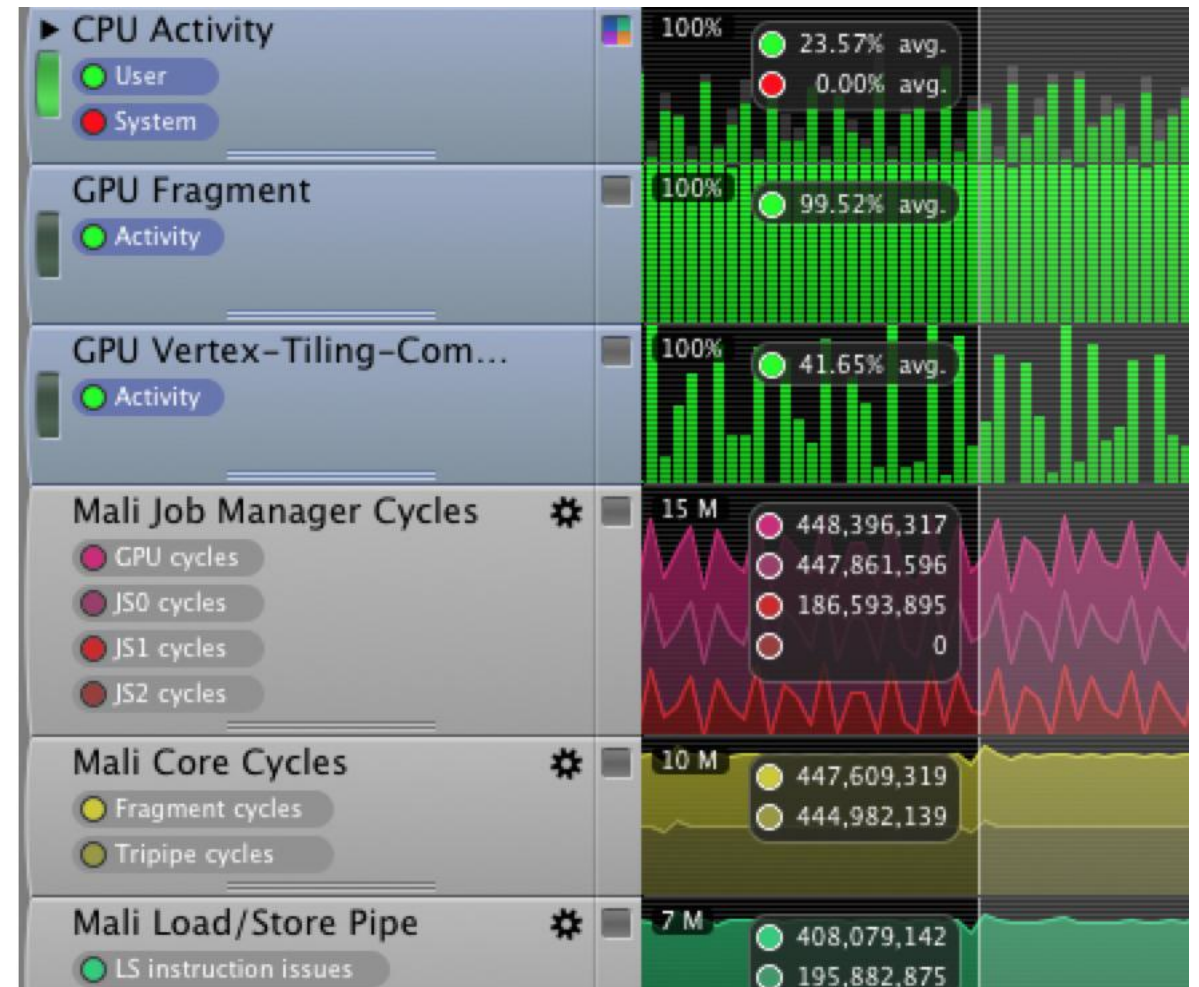 CPU Activity
User
System
100%
23.57% avg.
0.00% avg.
GPU Fragment
Activity
100%
99.52% avg.
GPU Vertex-Tiling-Com...
Activity
100%
41.65% avg.
Mali Job Manager Cycles
GPU cycles
JS0 cycles
JS1 cycles
JS2 cycles
15 M
448,396,317
447,861,596
186,593,895
0
Mali Core Cycles
Fragment cycles
Tripipe cycles
10 M
447,609,319
444,982,139
Mali Load/Store Pipe
LS instruction issues
7 M
408,079,142
195,882,875